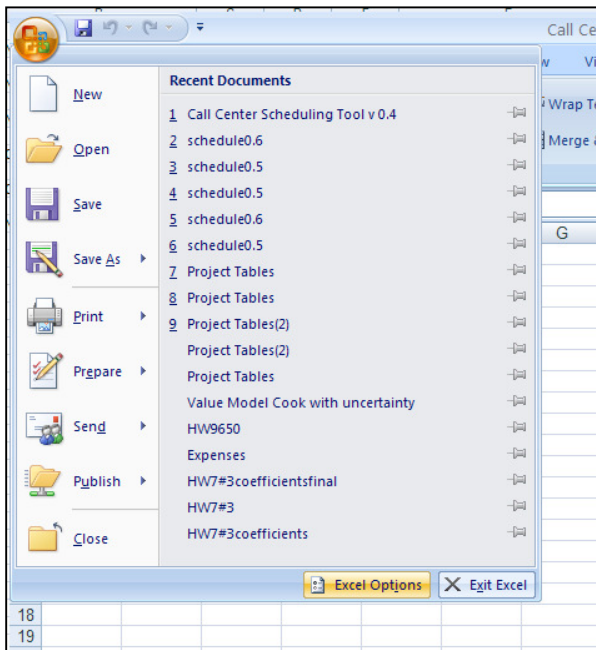 Call Ce
New
Open
Save
Save As
Print
Prepare
Send
Publish
Close
Recent Documents
1 Call Center Scheduling Tool v 0.4
2 schedule0.6
3 schedule0.5
4 schedule0.5
5 schedule0.6
6 schedule0.5
7 Project Tables
8 Project Tables
9 Project Tables(2)
Project Tables(2)
Project Tables
Value Model Cook with uncertainty
HW9650
Expenses
HW7#3coefficientsfinal
HW7#3
HW7#3coefficients
Excel Options
Exit Excel
w Vi
Wrap Te
Merge &
G
18
19